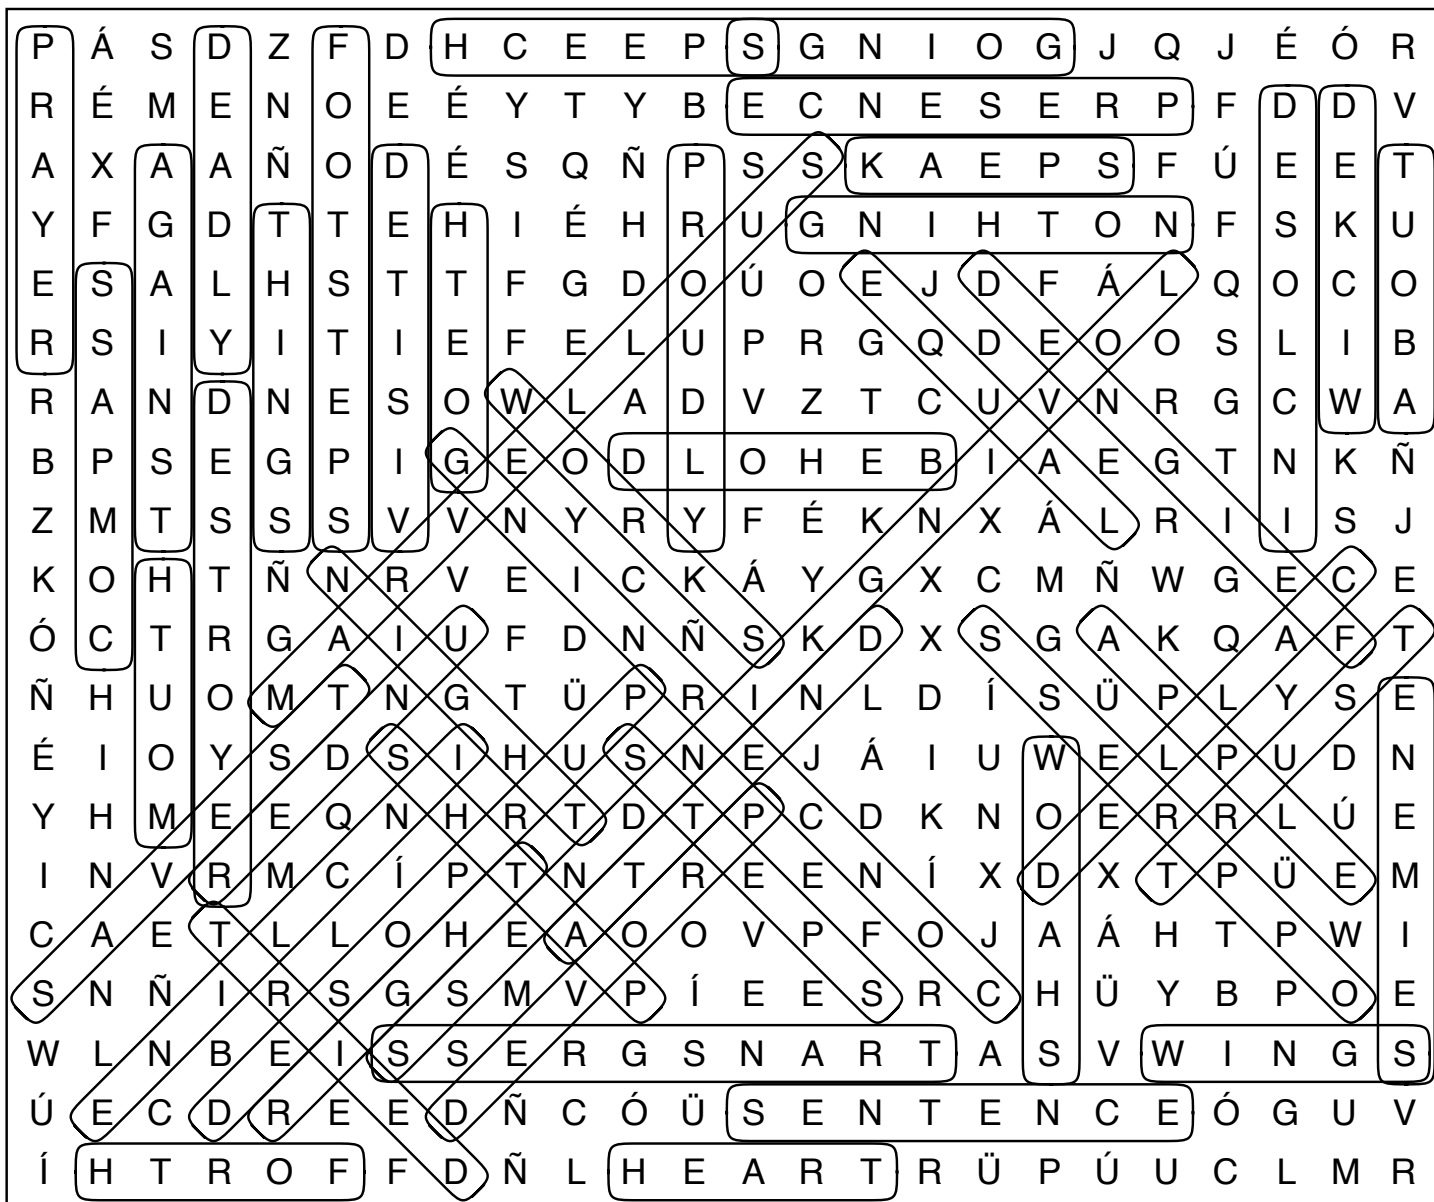 P Á S D Z F D H C E E P S G N I O G J Q J É Ó R
R É M E N O E É Y T Y B E C N E S E R P F D D V
A X A A Ñ O D É S Q Ñ P S S K A E P S F Ú E E T
Y F G D T T E H I É H R U G N I H T O N F S K U
E S A L H S T T F G D O Ú O E J D F Á L Q O C O
R S I Y I T I E F E L U P R G Q D E O O S L I B
R A N D N E S O W L A D V Z T C U V N R G C W A
B P S E G P I G E O D L O H E B I A E G T N K Ñ
Z M T S S S V V N Y R Y F É K N X Á L R I I S J
K O H T Ñ N R V E I C K Á Y G X C M Ñ W G E C E
Ó C T R G A I U F D N Ñ S K D X S G A K Q A F T
Ñ H U O M T N G T Ü P R I N L D Í S Ü P L Y S E
É I O Y S D S I H U S N E J Á I U W E L P U D N
Y H M E E Q N H R T D T P C D K N O E R R L Ú E
I N V R M C Í P T N T R E E N Í X D X T P Ü E M
C A E T L L O H E A O O V P F O J A Á H T P W I
S N Ñ I R S G S M V P Í E E S R C H Ü Y B P O E
W L N B E I S S E R G S N A R T A S V W I N G S
Ú E C D R E E D Ñ C Ó Ü S E N T E N C E Ó G U V
Í H T R O F F D Ñ L H E A R T R Ü P Ú U C L M R